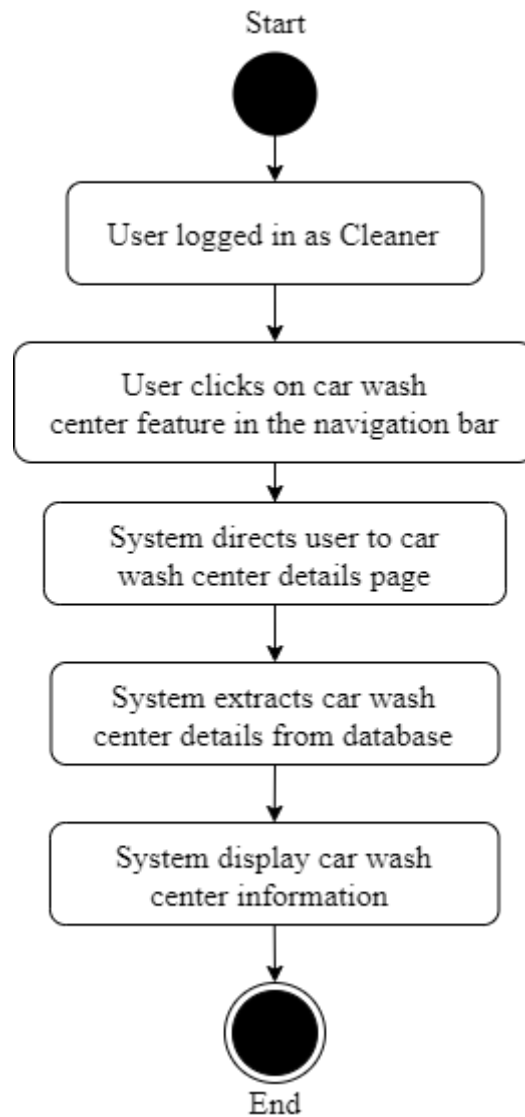 Start
User logged in as Cleaner
User clicks on car wash
center feature in the navigation bar
System directs user to car
wash center details page
System extracts car wash
center details from database
System display car wash
center information
End